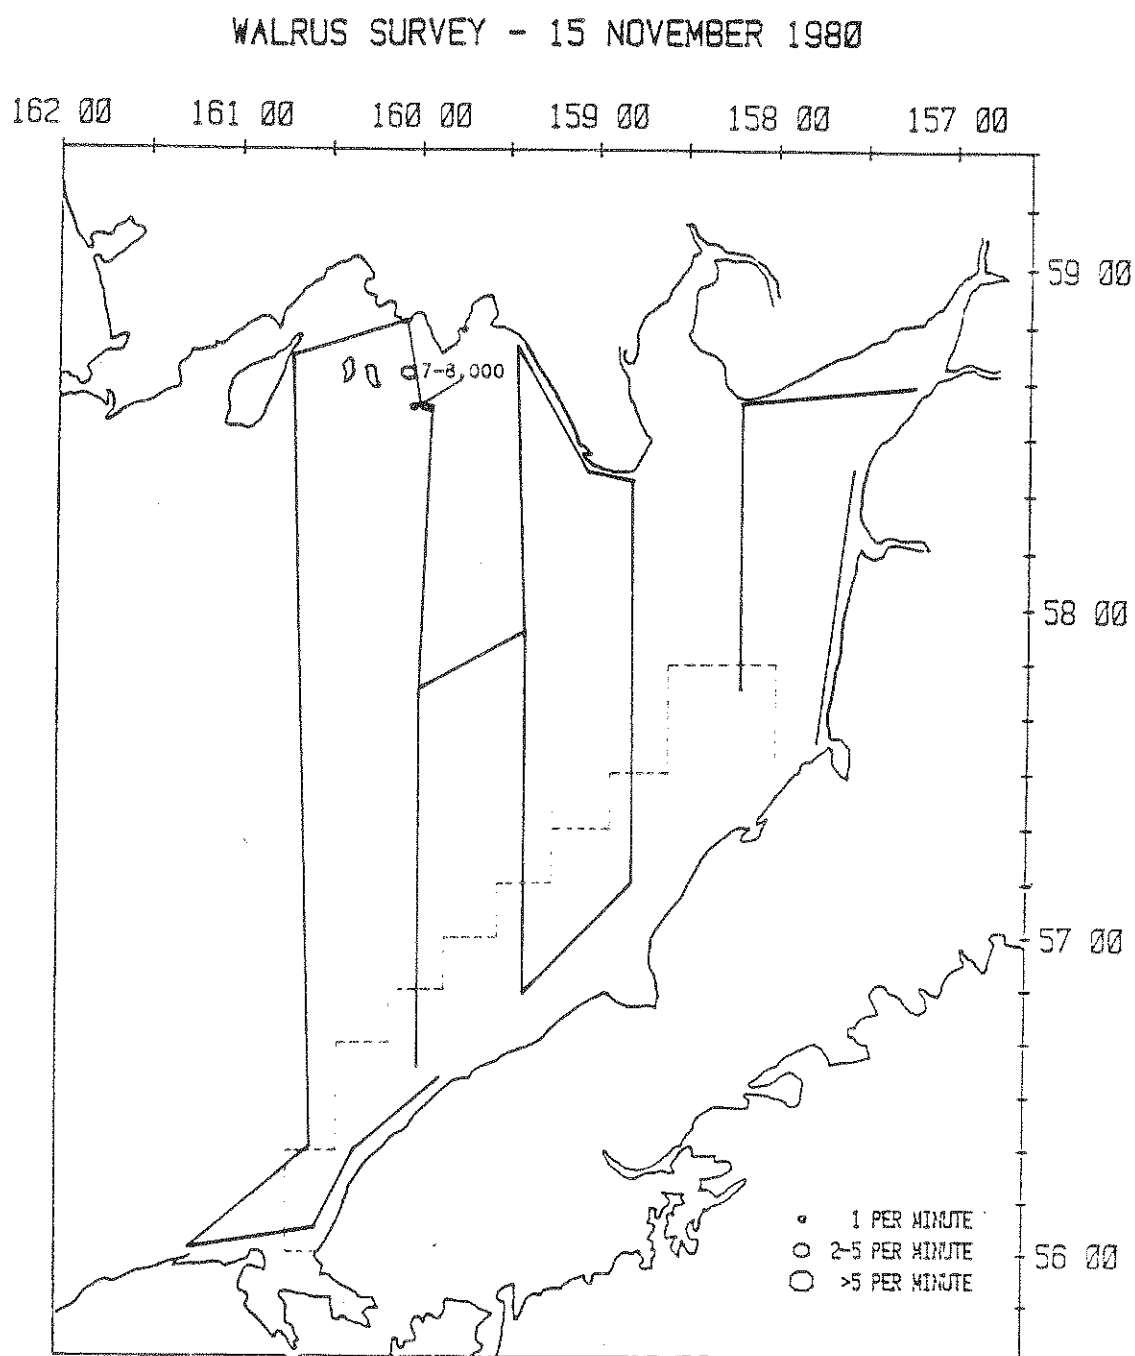 WALRUS SURVEY - 15 NOVEMBER 1980
162 00 161 00 160 00 159 00 158 00 157 00
59 00
7-8,000
58 00
57 00
1 PER MINUTE
2-5 PER MINUTE
56 00
>5 PER MINUTE